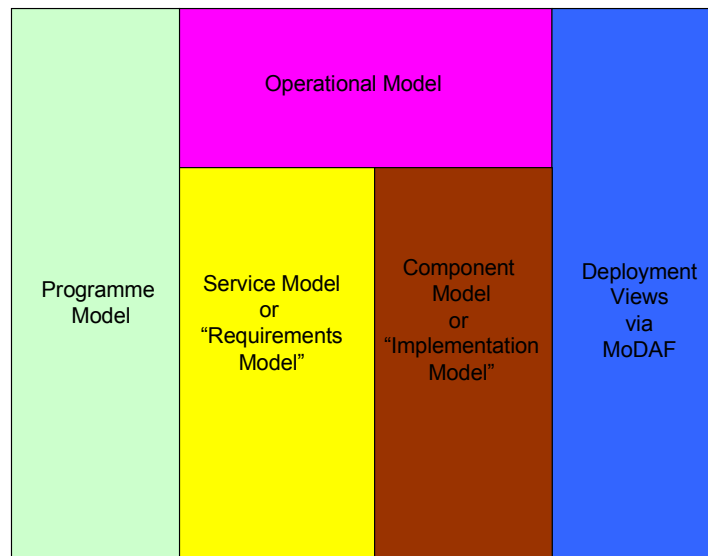 Operational Model
Programme
Model
Service Model
or
“Requirements
Model”
Component
Model
or
“Implementation
Model”
Deployment
Views
via
MoDAF